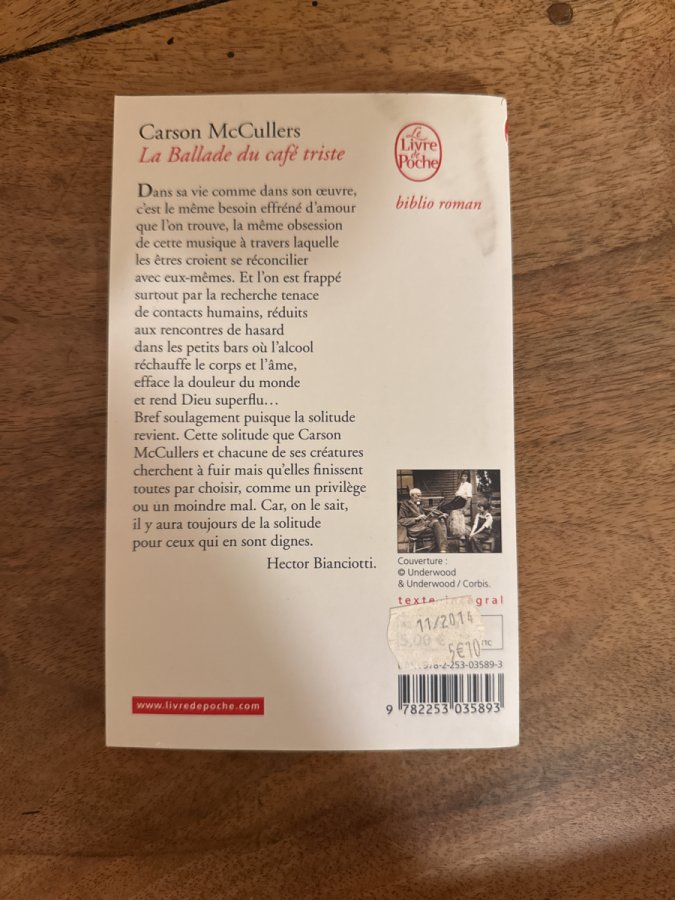 Carson McCullers
La Ballade du café triste
Dans sa vie comme dans son œuvre,
c'est le même besoin effréné d'amour
que l'on trouve, la même obsession
de cette musique à travers laquelle
les êtres croient se réconcilier
avec eux-mêmes. Et l'on est frappé
surtout par la recherche tenace
de contacts humains, réduits
aux rencontres de hasard
dans les petits bars où l'alcool
réchauffe le corps et l'âme,
efface la douleur du monde
et rend Dieu superflu...
Bref soulagement puisque la solitude
revient. Cette solitude que Carson
McCullers et chacune de ses créatures
cherchent à fuir mais qu'elles finissent
toutes par choisir, comme un privilège
ou un moindre mal. Car, on le sait,
il y aura toujours de la solitude
pour ceux qui en sont dignes.
Hector Bianciotti.
www.livredepoche.com
Le
Livre
de
Poche
biblio roman
Couverture :
© Underwood
& Underwood / Corbis.
texte intégral
11/2014
5,00 €
5€10
978-2-253-03589-3
9 782253 035893